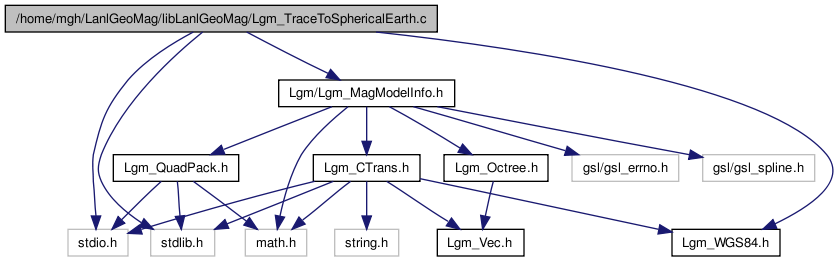 /home/mgh/LanlGeoMag/libLanlGeoMag/Lgm_TraceToSphericalEarth.c
Lgm/Lgm_MagModelInfo.h
Lgm_QuadPack.h
Lgm_CTrans.h
Lgm_Octree.h
gsl/gsl_errno.h
gsl/gsl_spline.h
stdio.h
stdlib.h
math.h
string.h
Lgm_Vec.h
Lgm_WGS84.h